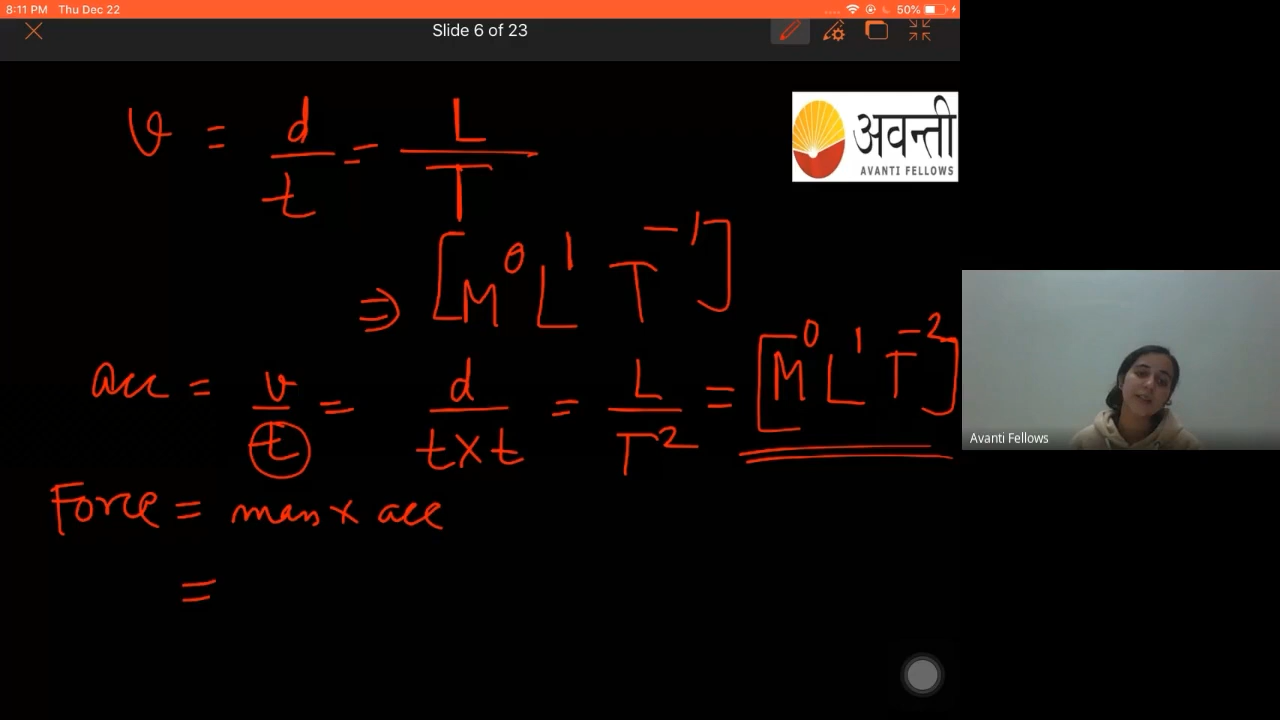 8:11 PM Thu Dec 22
50%
Slide 6 of 23
अवन्ती
AVANTI FELLOWS
v = d/t = L/T
⇒ [M⁰ L¹ T⁻¹]
acc = v/t = d/t×t = L/T² = [M⁰ L¹ T⁻²]
Force = mass × acc
=
Avanti Fellows